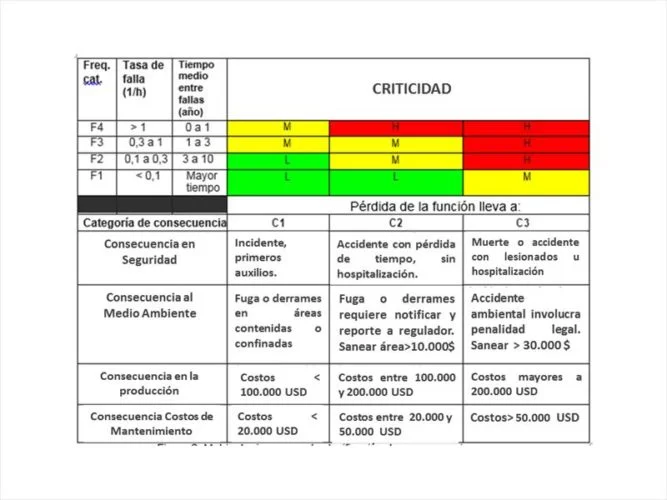 Freq. Tasa de Tiempo
cat. falla medio
(1/h) entre
fallas
(año)
CRITICIDAD
F4 > 1 0 a 1 M H H
F3 0,3 a 1 1 a 3 M M H
F2 0,1 a 0,3 3 a 10 L M H
F1 < 0,1 Mayor L L M
tiempo
Pérdida de la función lleva a:
Categoría de consecuencia C1 C2 C3
Consecuencia en
Seguridad
Incidente,
primeros
auxilios.
Accidente con pérdida
de tiempo, sin
hospitalización.
Muerte o accidente
con lesionados u
hospitalización
Consecuencia al
Medio Ambiente
Fuga o derrames
en áreas
contenidas o
confinadas
Fuga o derrames
requiere notificar y
reporte a regulador.
Sanear área>10.000$
Accidente
ambiental involucra
penalidad legal.
Sanear > 30.000 $
Consecuencia en la
producción
Costos <
100.000 USD
Costos entre 100.000
y 200.000 USD
Costos mayores a
200.000 USD
Consecuencia Costos de
Mantenimiento
Costos <
20.000 USD
Costos entre 20.000 y
50.000 USD
Costos> 50.000 USD